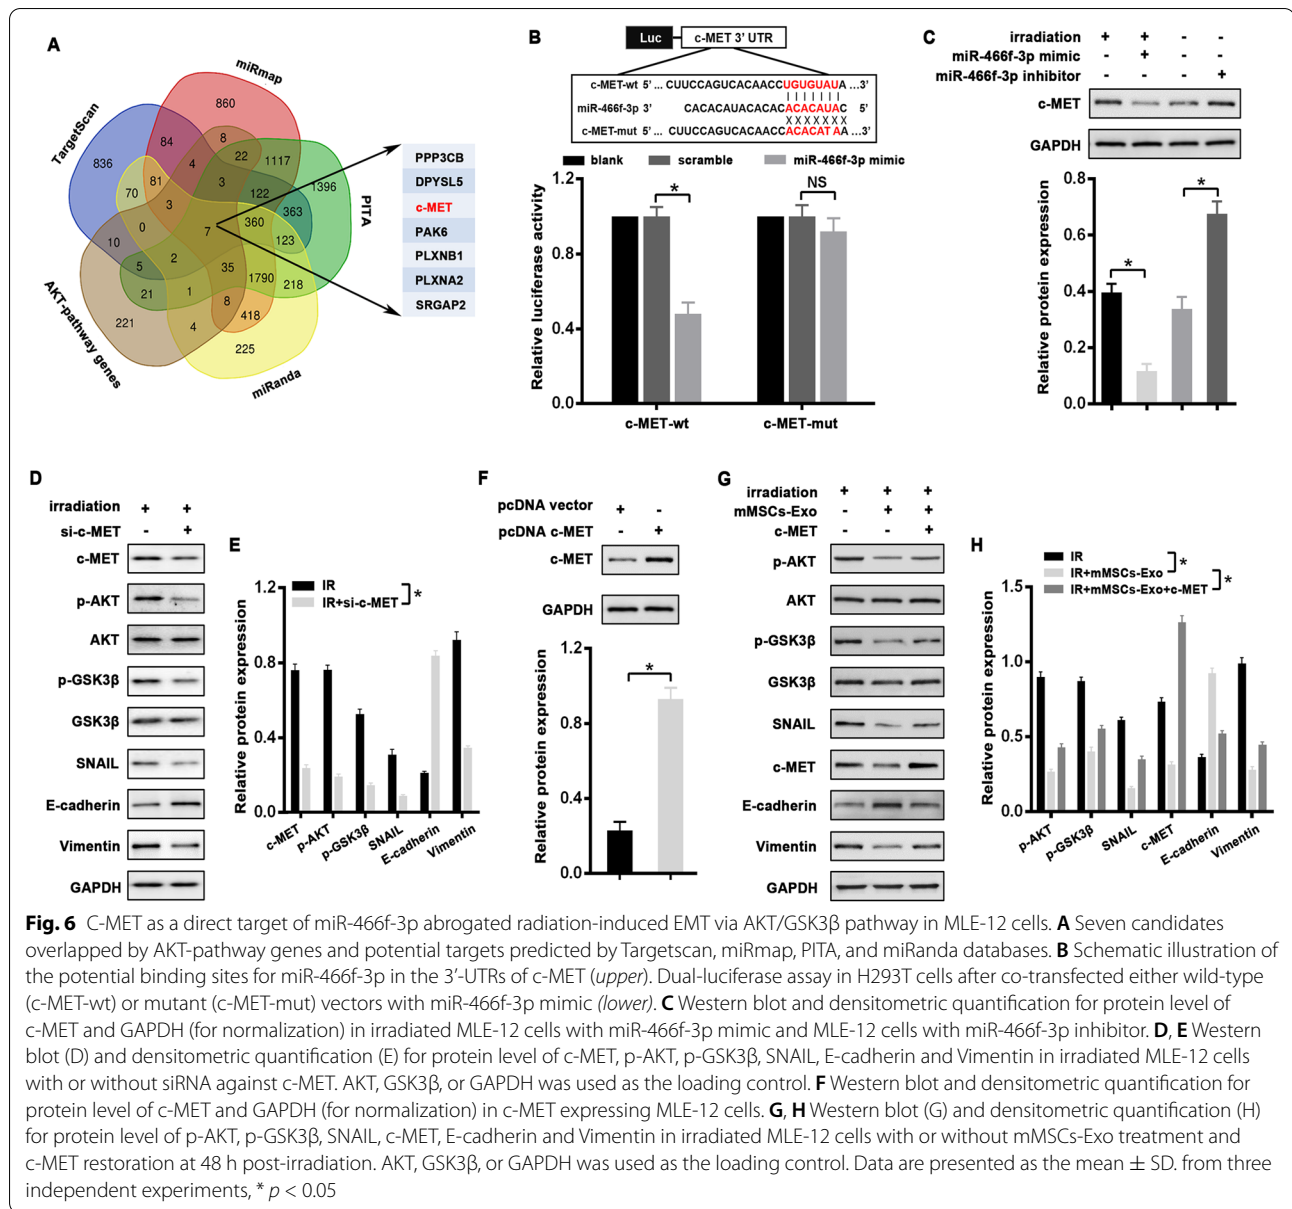 A
miRmap
TargetScan
PITA
AKT-pathway genes
miRanda
860
836
84
8
22
1117
1396
4
3
122
363
70
81
3
0
7
360
123
10
2
5
35
1790
218
21
1
8
418
221
4
225
PPP3CB
DPYSL5
c-MET
PAK6
PLXNB1
PLXNA2
SRGAP2
B
Luc
c-MET 3' UTR
c-MET-wt 5' ... CUUCCAGUCACAACCUGUGUAUA ...3'
miR-466f-3p 3' CACACAUACACACACACAUAC 5'
XXXXXXX
c-MET-mut 5' ... CUUCCAGUCACAACCACACAT AA ...3'
blank scramble miR-466f-3p mimic
Relative luciferase activity
1.2
0.8
0.4
0.0
*
NS
c-MET-wt c-MET-mut
C
irradiation + + - -
miR-466f-3p mimic - + - -
miR-466f-3p inhibitor - - - +
c-MET
GAPDH
Relative protein expression
0.8
0.6
0.4
0.2
0.0
*
*
D
irradiation + +
si-c-MET - +
c-MET
p-AKT
AKT
p-GSK3β
GSK3β
SNAIL
E-cadherin
Vimentin
GAPDH
E
IR
IR+si-c-MET
*
Relative protein expression
1.2
0.8
0.4
0.0
c-MET p-AKT p-GSK3β SNAIL E-cadherin Vimentin
F
pcDNA vector + -
pcDNA c-MET - +
c-MET
GAPDH
Relative protein expression
1.2
0.8
0.4
0.0
*
G
irradiation + + +
mMSCs-Exo - + +
c-MET - - +
p-AKT
AKT
p-GSK3β
GSK3β
SNAIL
c-MET
E-cadherin
Vimentin
GAPDH
H
IR
IR+mMSCs-Exo
IR+mMSCs-Exo+c-MET
*
*
Relative protein expression
1.5
1.0
0.5
0.0
p-AKT p-GSK3β SNAIL c-MET E-cadherin Vimentin
Fig. 6 C-MET as a direct target of miR-466f-3p abrogated radiation-induced EMT via AKT/GSK3β pathway in MLE-12 cells. A Seven candidates
overlapped by AKT-pathway genes and potential targets predicted by Targetscan, miRmap, PITA, and miRanda databases. B Schematic illustration of
the potential binding sites for miR-466f-3p in the 3′-UTRs of c-MET (upper). Dual-luciferase assay in H293T cells after co-transfected either wild-type
(c-MET-wt) or mutant (c-MET-mut) vectors with miR-466f-3p mimic (lower). C Western blot and densitometric quantification for protein level of
c-MET and GAPDH (for normalization) in irradiated MLE-12 cells with miR-466f-3p mimic and MLE-12 cells with miR-466f-3p inhibitor. D, E Western
blot (D) and densitometric quantification (E) for protein level of c-MET, p-AKT, p-GSK3β, SNAIL, E-cadherin and Vimentin in irradiated MLE-12 cells
with or without siRNA against c-MET. AKT, GSK3β, or GAPDH was used as the loading control. F Western blot and densitometric quantification for
protein level of c-MET and GAPDH (for normalization) in c-MET expressing MLE-12 cells. G, H Western blot (G) and densitometric quantification (H)
for protein level of p-AKT, p-GSK3β, SNAIL, c-MET, E-cadherin and Vimentin in irradiated MLE-12 cells with or without mMSCs-Exo treatment and
c-MET restoration at 48 h post-irradiation. AKT, GSK3β, or GAPDH was used as the loading control. Data are presented as the mean ± SD. from three
independent experiments, * p < 0.05